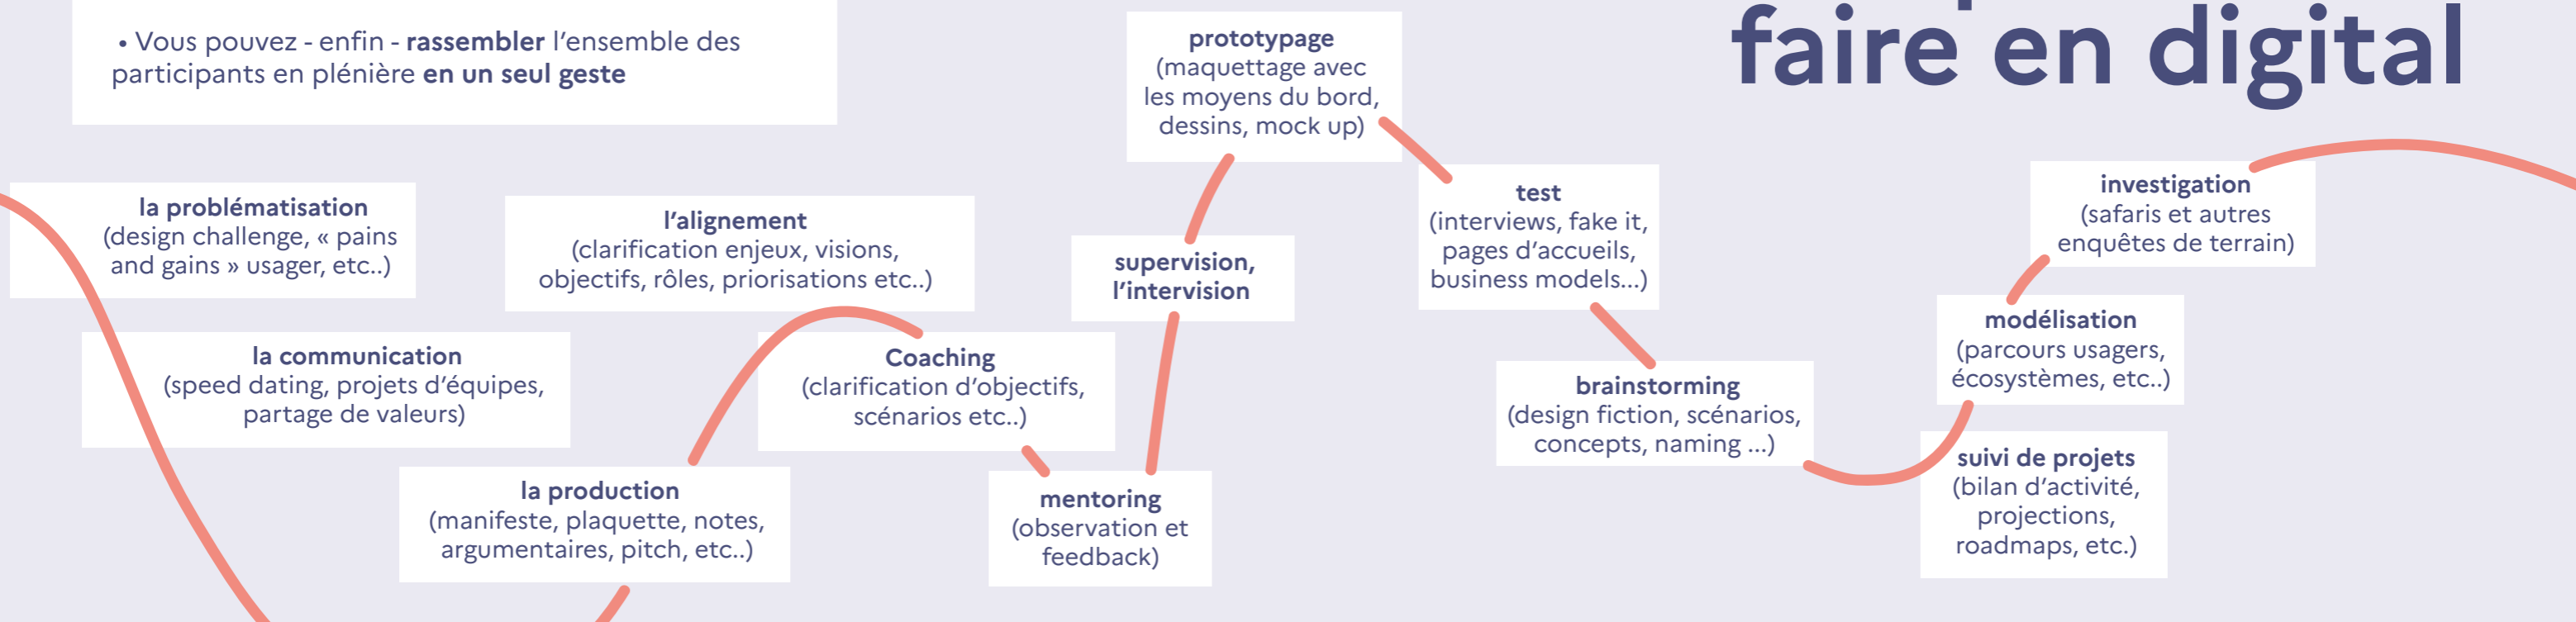 • Vous pouvez - enfin - rassembler l’ensemble des
participants en plénière en un seul geste
faire en digital
la problématisation
(design challenge, « pains
and gains » usager, etc..)
l’alignement
(clarification enjeux, visions,
objectifs, rôles, priorisations etc..)
la communication
(speed dating, projets d’équipes,
partage de valeurs)
la production
(manifeste, plaquette, notes,
argumentaires, pitch, etc..)
Coaching
(clarification d’objectifs,
scénarios etc..)
mentoring
(observation et
feedback)
supervision,
l’intervision
prototypage
(maquettage avec
les moyens du bord,
dessins, mock up)
test
(interviews, fake it,
pages d’accueils,
business models...)
brainstorming
(design fiction, scénarios,
concepts, naming ...)
investigation
(safaris et autres
enquêtes de terrain)
modélisation
(parcours usagers,
écosystèmes, etc..)
suivi de projets
(bilan d’activité,
projections,
roadmaps, etc.)